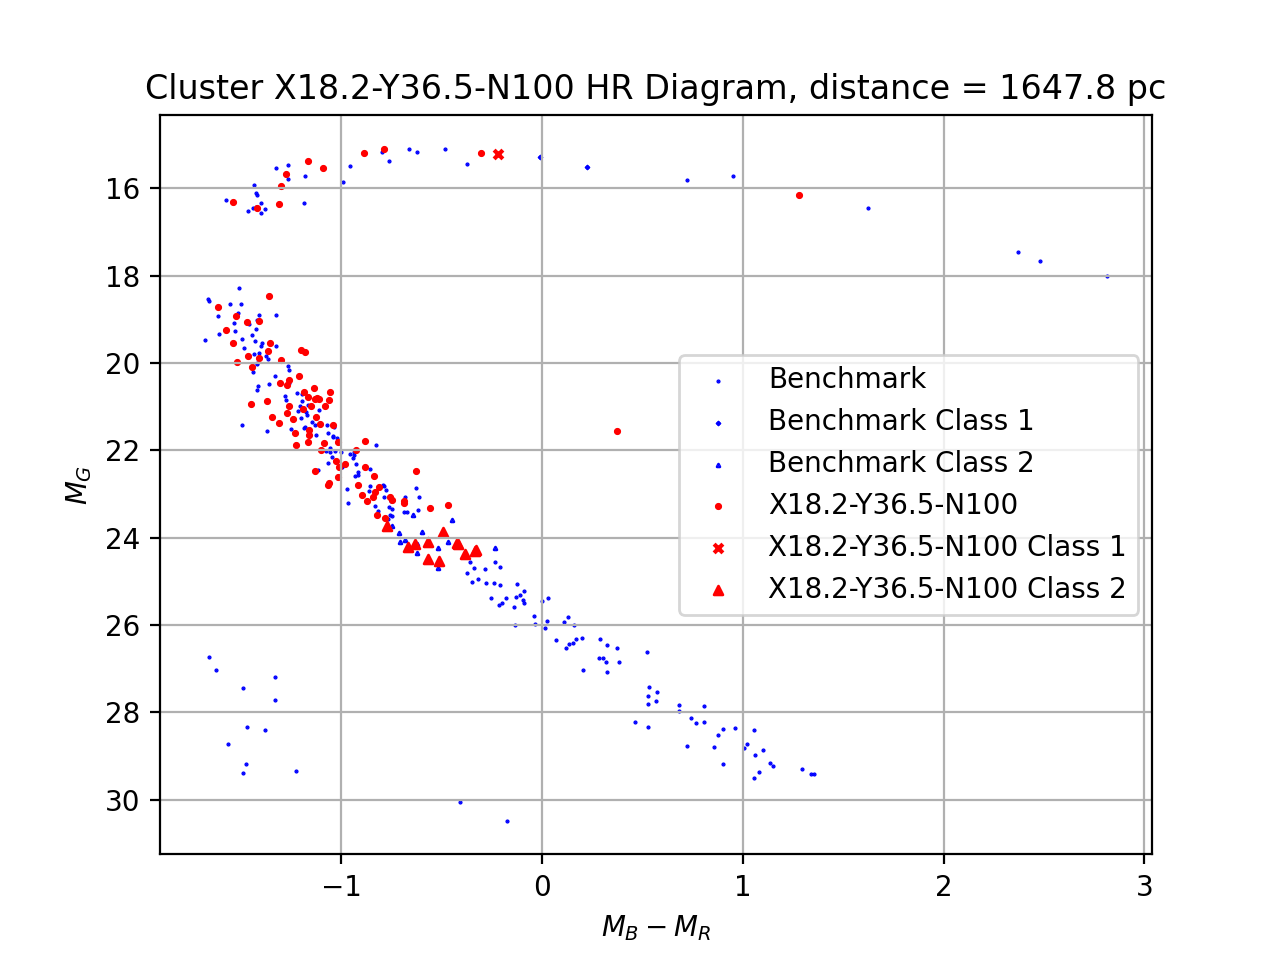 Cluster X18.2-Y36.5-N100 HR Diagram, distance = 1647.8 pc
16
18
20
22
24
26
28
30
M_G
Benchmark
Benchmark Class 1
Benchmark Class 2
X18.2-Y36.5-N100
X18.2-Y36.5-N100 Class 1
X18.2-Y36.5-N100 Class 2
−1 0 1 2 3
M_B − M_R